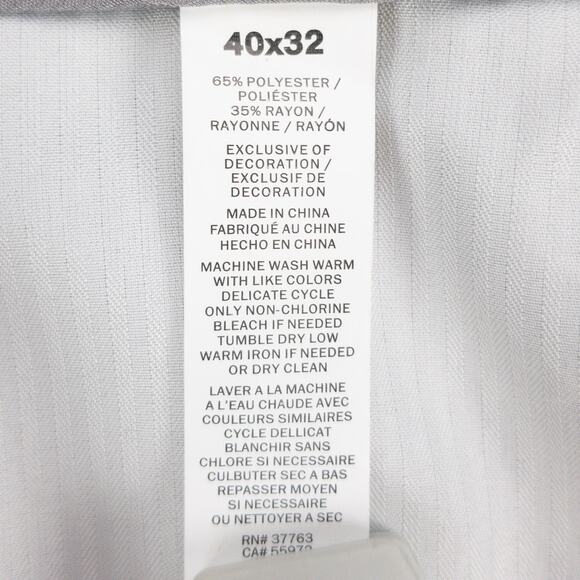 40x32
65% POLYESTER /
POLIÉSTER
35% RAYON /
RAYONNE / RAYÓN
EXCLUSIVE OF
DECORATION /
EXCLUSIF DE
DECORATION
MADE IN CHINA
FABRIQUÉ AU CHINE
HECHO EN CHINA
MACHINE WASH WARM
WITH LIKE COLORS
DELICATE CYCLE
ONLY NON-CHLORINE
BLEACH IF NEEDED
TUMBLE DRY LOW
WARM IRON IF NEEDED
OR DRY CLEAN
LAVER A LA MACHINE
A L'EAU CHAUDE AVEC
COULEURS SIMILAIRES
CYCLE DELLICAT
BLANCHIR SANS
CHLORE SI NECESSAIRE
CULBUTER SEC A BAS
REPASSER MOYEN
SI NECESSAIRE
OU NETTOYER A SEC
RN# 37763
CA#